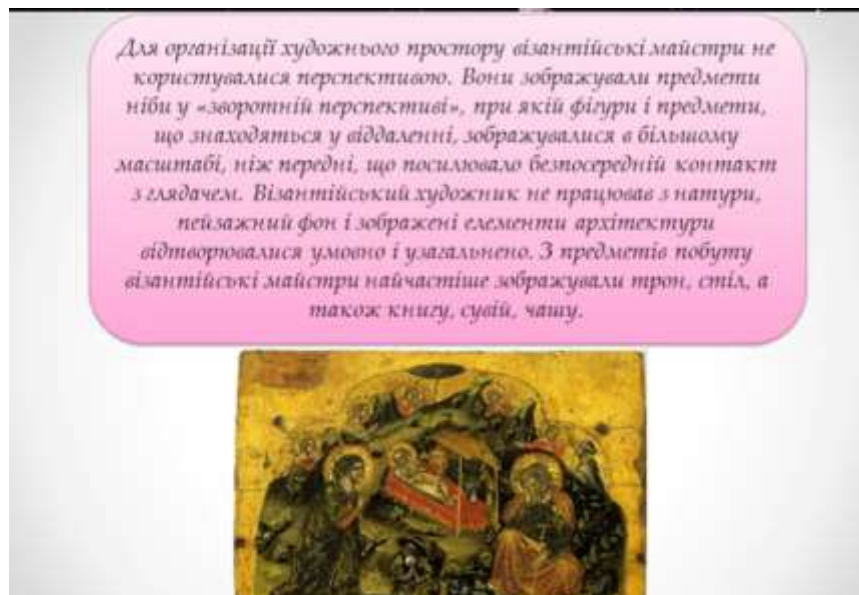 Для організації художнього простору візантійські майстри не
користувалися перспективою. Вони зображували предмети
ніби у «зворотній перспективі», при якій фігури і предмети,
що знаходяться у віддаленні, зображувалися в більшому
масштабі, ніж передні, що посилювало безпосередній контакт
з глядачем. Візантійський художник не працював з натури,
пейзажний фон і зображені елементи архітектури
відтворювалися умовно і узагальнено. З предметів побуту
візантійські майстри найчастіше зображували трон, стіл, а
також книгу, сувій, чашу.